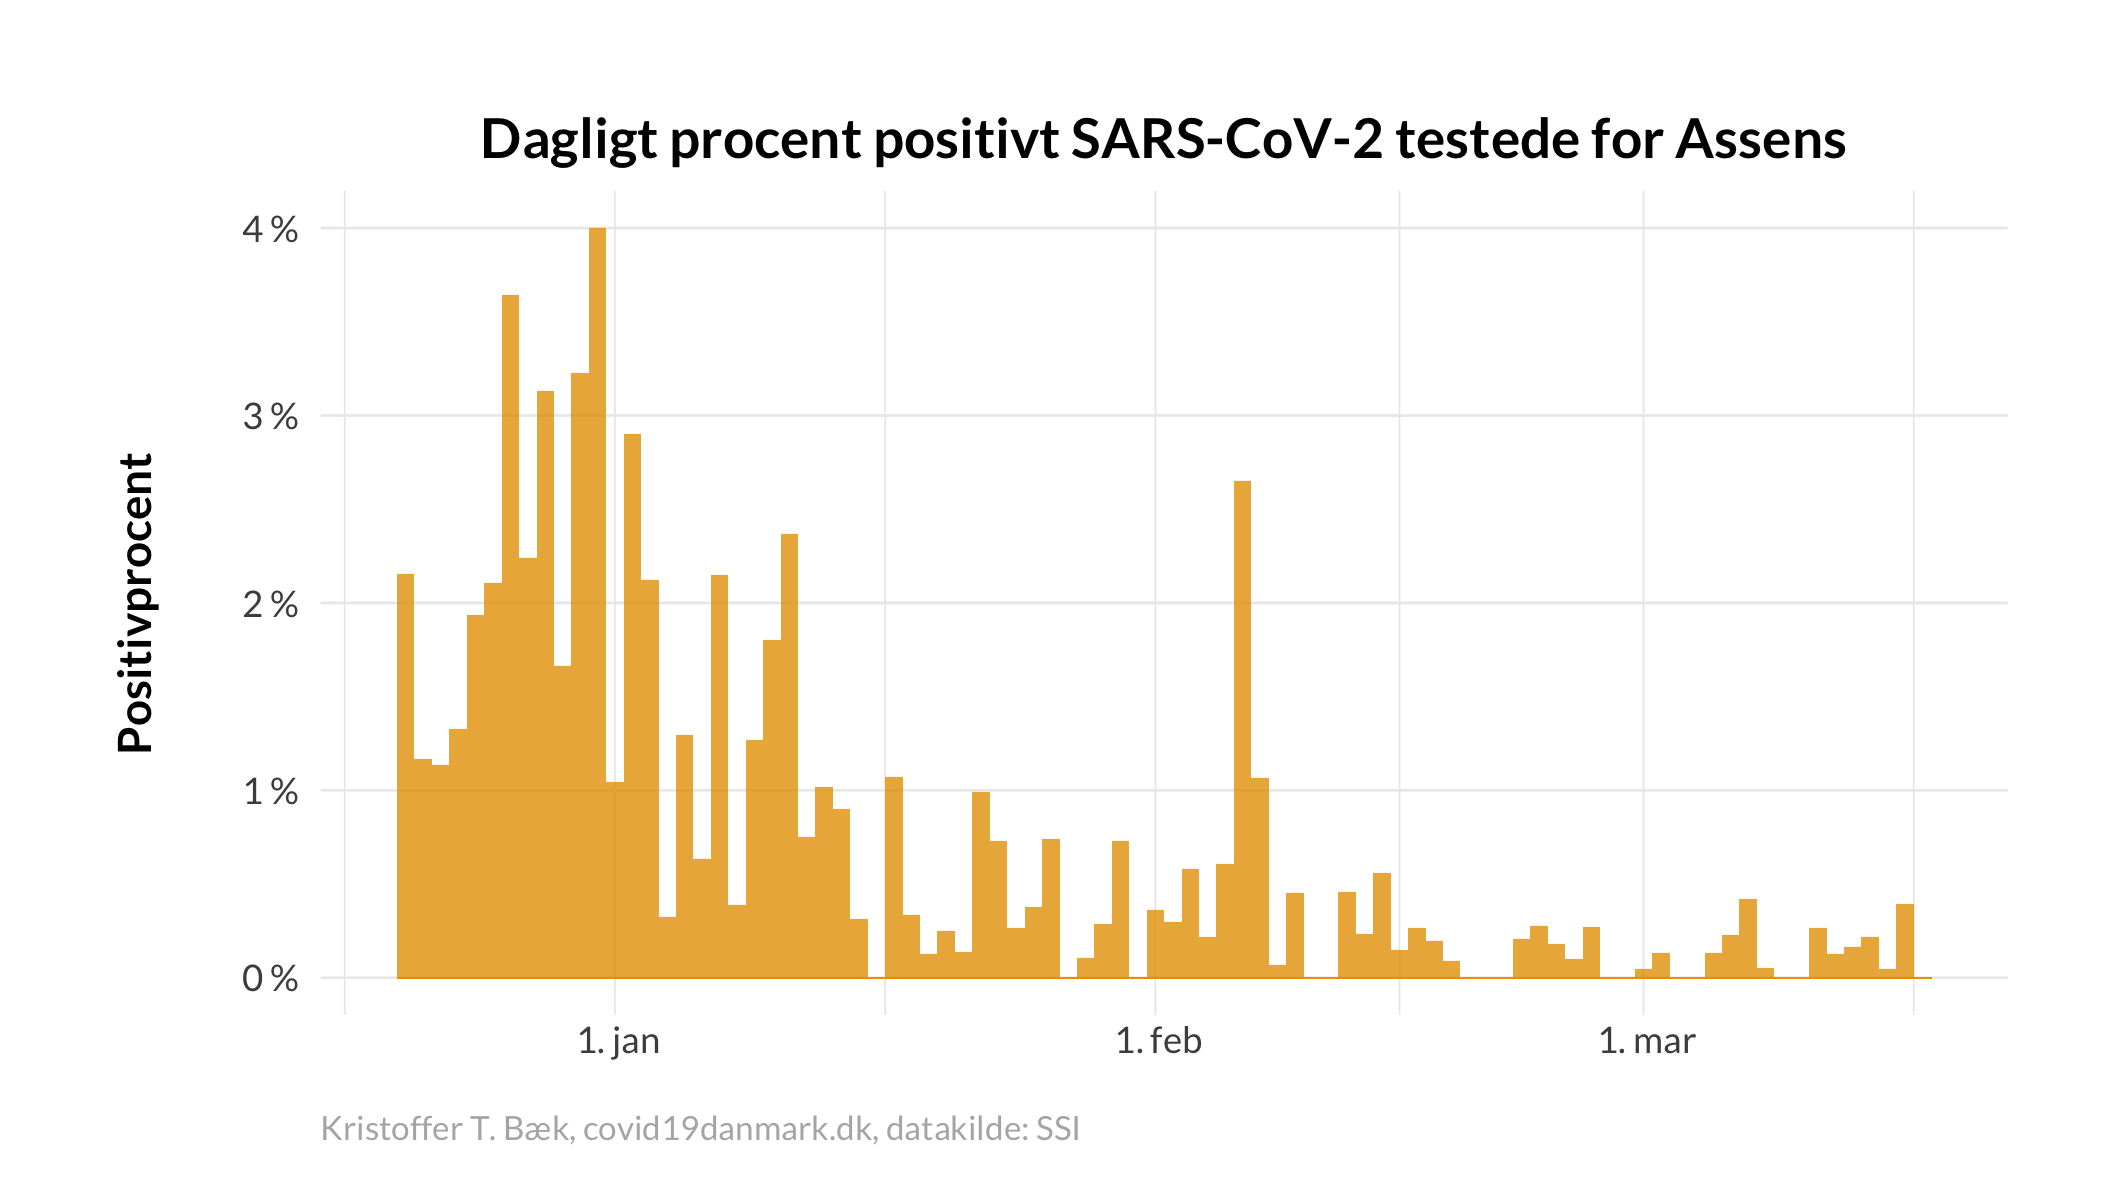 Dagligt procent positivt SARS-CoV-2 testede for Assens
Positivprocent
4 %
3 %
2 %
1 %
0 %
1. jan
1. feb
1. mar
Kristoffer T. Bæk, covid19danmark.dk, datakilde: SSI